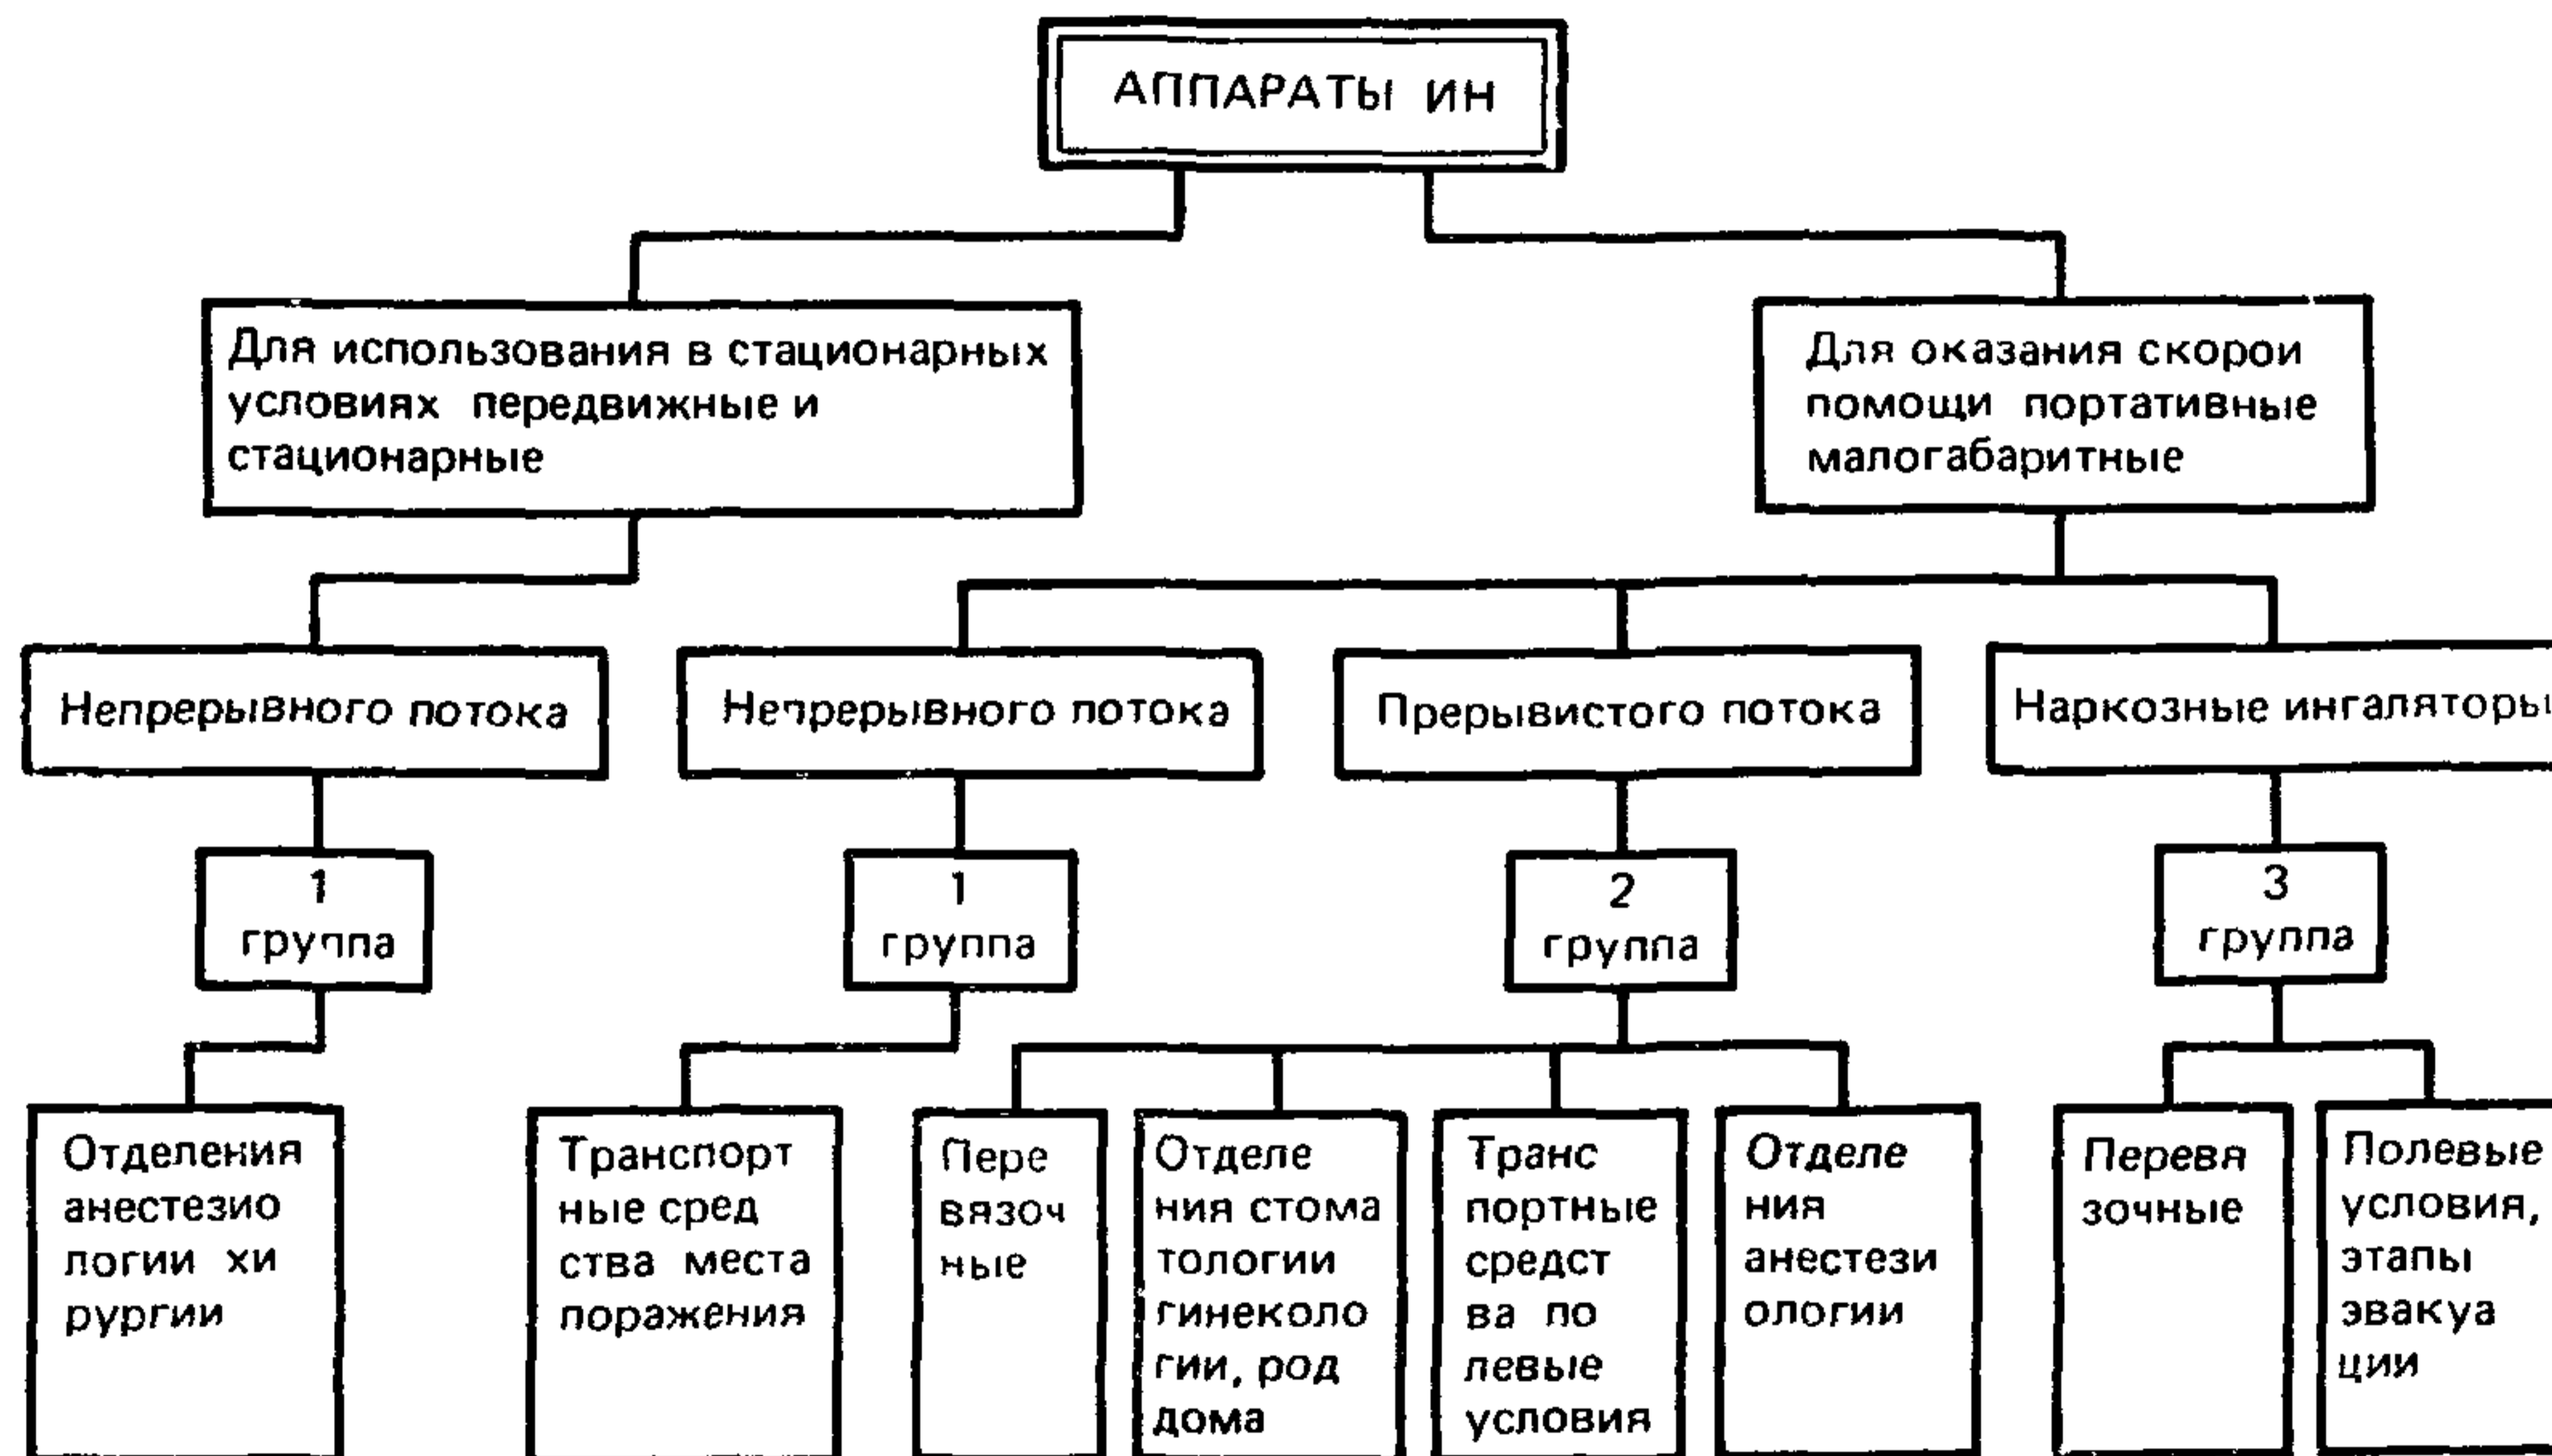 АППАРАТЫ ИН
Для использования в стационарных
условиях передвижные и
стационарные
Для оказания скорои
помощи портативные
малогабаритные
Непрерывного потока
Непрерывного потока
Прерывистого потока
Наркозные ингаляторы
1
группа
1
группа
2
группа
3
группа
Отделения
анестезио
логии хи
рургии
Транспорт
ные сред
ства места
поражения
Пере
вязоч
ные
Отделе
ния стома
тологии
гинеколо
гии, род
дома
Транс
портные
средст
ва по
левые
условия
Отделе
ния
анестези
ологии
Перевя
зочные
Полевые
условия,
этапы
эвакуа
ции